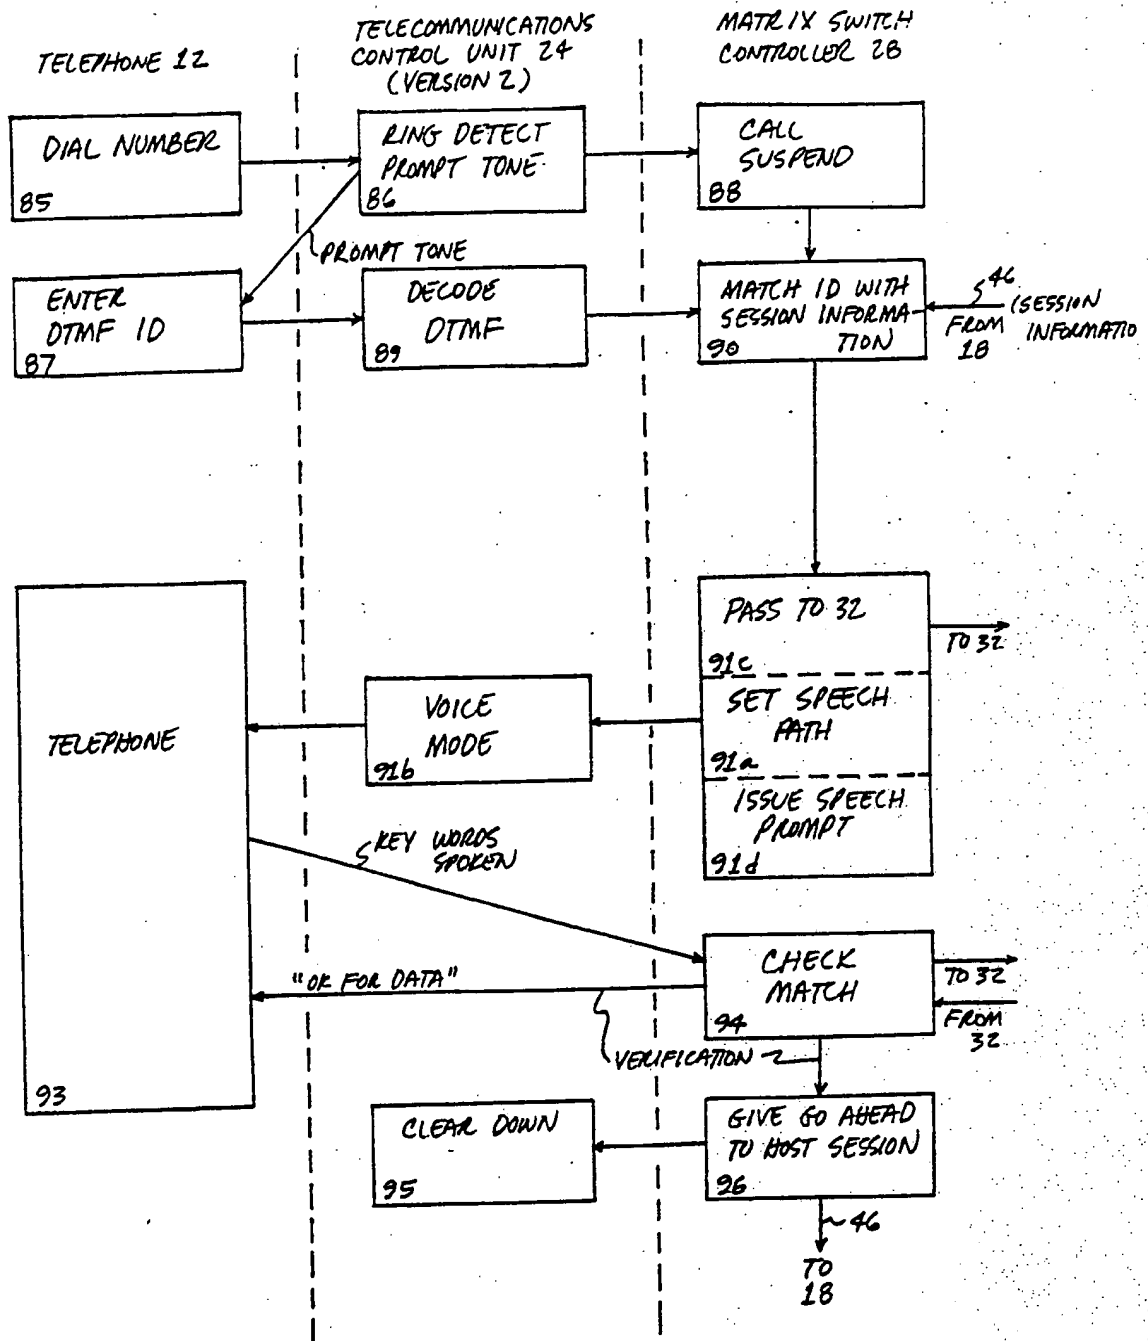 TELEPHONE 12
TELECOMMUNICATIONS
CONTROL UNIT 24
(VERSION 2)
MATRIX SWITCH
CONTROLLER 28
DIAL NUMBER
85
RING DETECT
PROMPT TONE
86
CALL
SUSPEND
88
PROMPT TONE
ENTER
DTMF ID
87
DECODE
DTMF
89
MATCH ID WITH
SESSION INFORMA-
TION
90
46
(SESSION
INFORMATIO
FROM
18
PASS TO 32
91c
TO 32
SET SPEECH
PATH
91a
ISSUE SPEECH
PROMPT
91d
VOICE
MODE
91b
TELEPHONE
93
KEY WORDS
SPOKEN
CHECK
MATCH
94
TO 32
FROM
32
"OK FOR DATA"
VERIFICATION
CLEAR DOWN
95
GIVE GO AHEAD
TO HOST SESSION
96
46
TO
18